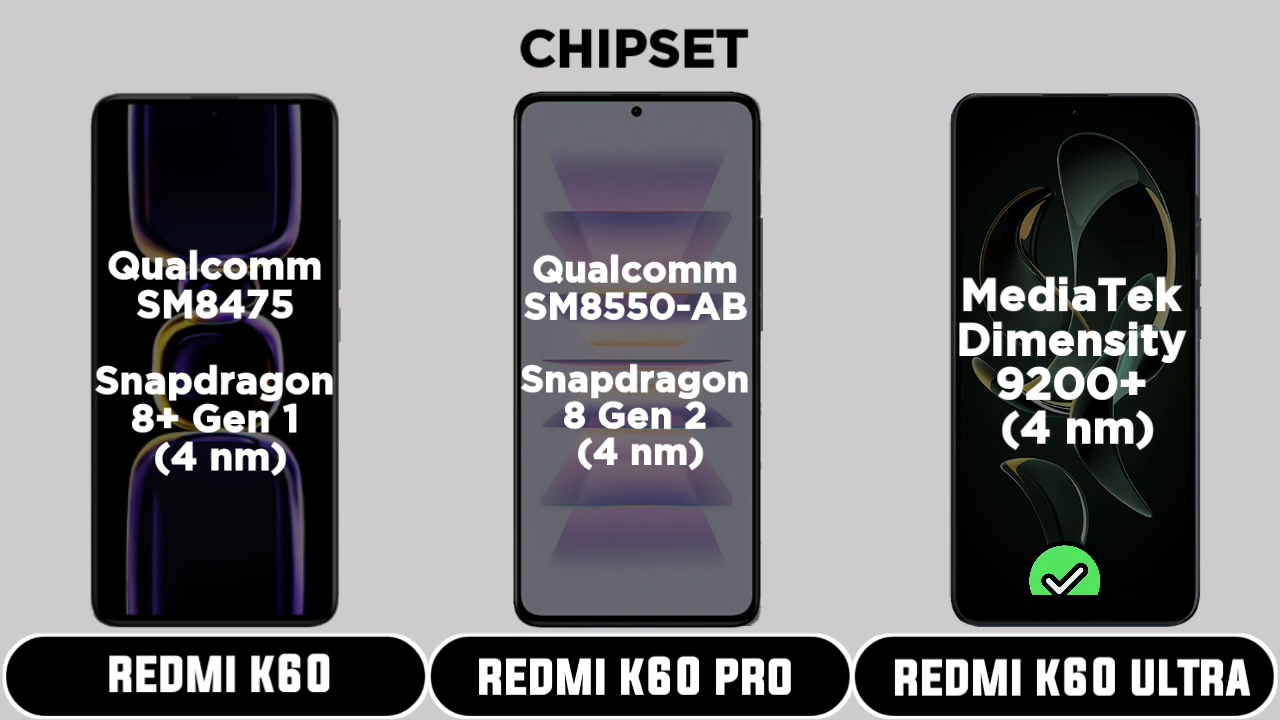 CHIPSET
Qualcomm
SM8475
Snapdragon
8+ Gen 1
(4 nm)
Qualcomm
SM8550-AB
Snapdragon
8 Gen 2
(4 nm)
MediaTek
Dimensity
9200+
(4 nm)
REDMI K60
REDMI K60 PRO
REDMI K60 ULTRA